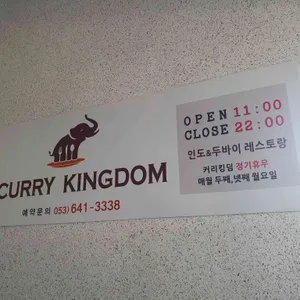 CURRY KINGDOM
예약문의 053) 641-3338
OPEN 11:00
CLOSE 22:00
인도&두바이 레스토랑
커리킹덤 정기휴무
매월 두째,넷째 월요일